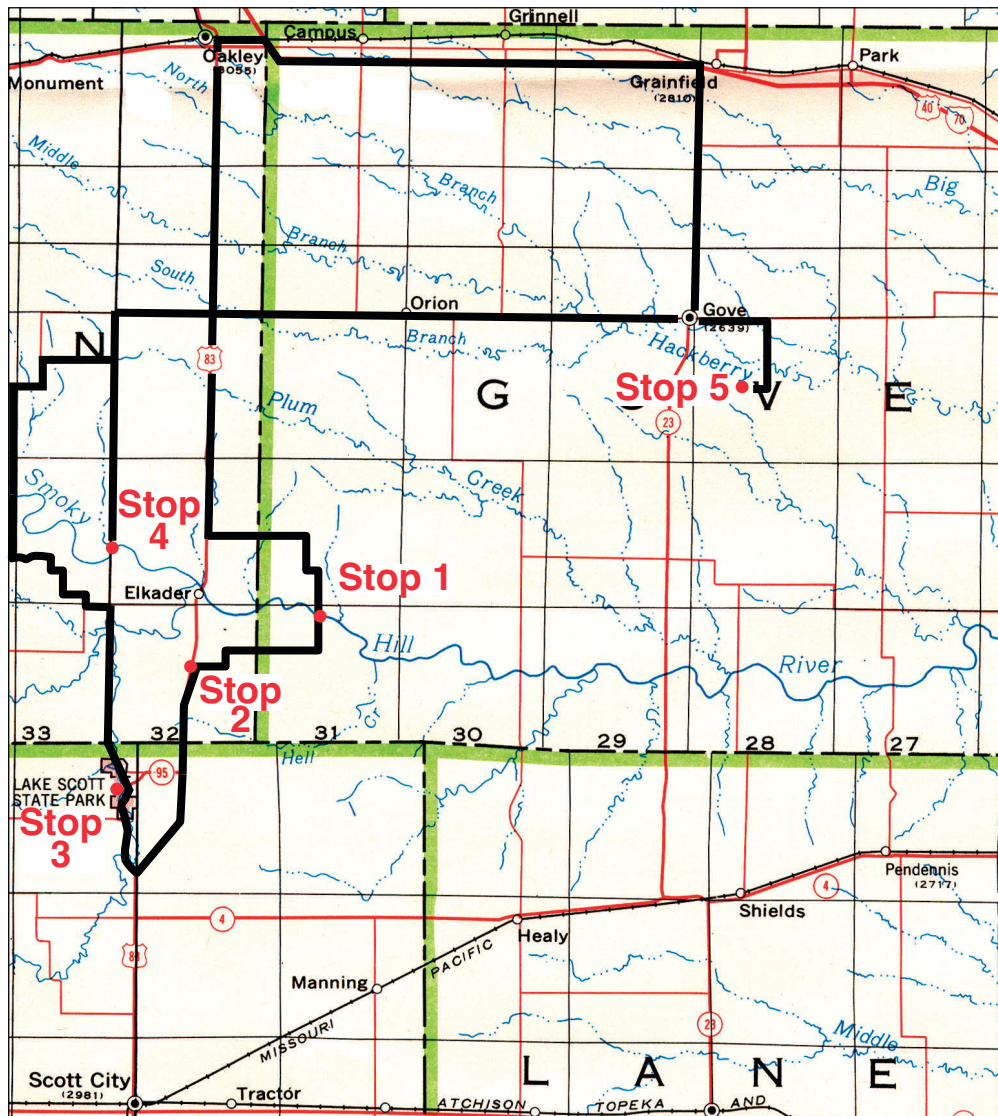 Grinnell
Campus
Oakley
(3055)
Park
Monument
North
Grainfield
(2810)
40
70
Middle
Branch
Big
Branch
South
Orion
Gove
(2639)
N
83
Branch
Hackberry
Stop 5
G
V
E
Plum
23
Smoky
Creek
Stop
4
Stop 1
Elkader
Hill
River
Stop
2
33
32
31
30
29
28
27
Hell
Cr
95
LAKE SCOTT
STATE PARK
Stop
3
Pendennis
(2717)
4
Shields
4
Healy
83
PACIFIC
Manning
MISSOURI
23
Middle
L A N E
Scott City
(2981)
Tractor
ATCHISON
TOPEKA
AND